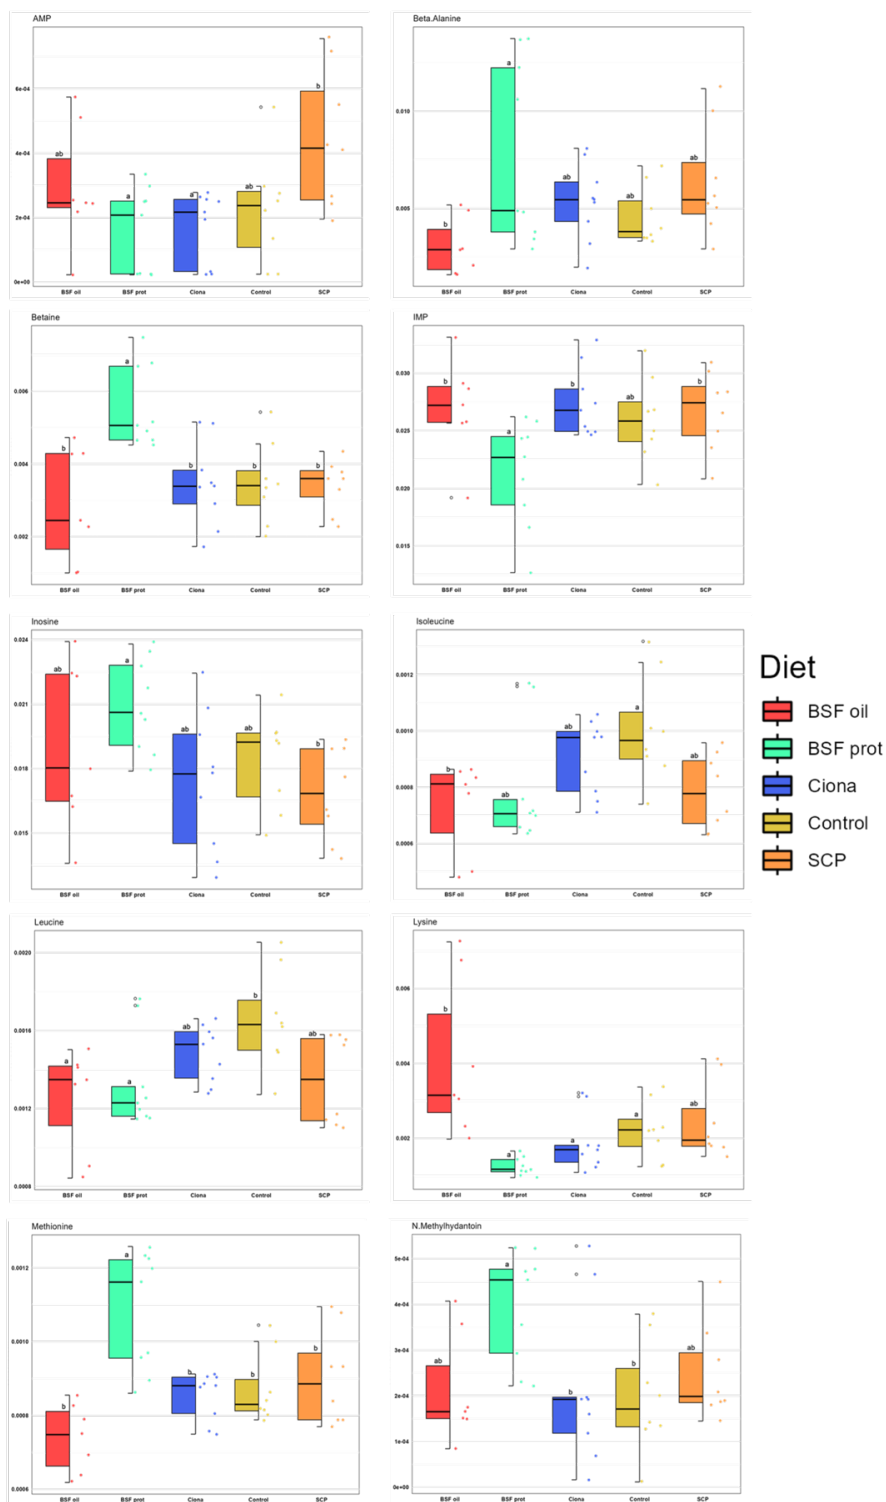 AMP
6e-04
4e-04
2e-04
0e+00
ab
a
a
ab
b
BSF oil
BSF prot
Ciona
Control
SCP
Beta.Alanine
0.010
0.005
b
a
ab
ab
ab
BSF oil
BSF prot
Ciona
Control
SCP
Betaine
0.006
0.004
0.002
b
a
b
b
b
BSF oil
BSF prot
Ciona
Control
SCP
IMP
0.030
0.025
0.020
0.015
b
a
b
ab
b
BSF oil
BSF prot
Ciona
Control
SCP
Inosine
0.024
0.021
0.018
0.015
ab
a
ab
ab
b
BSF oil
BSF prot
Ciona
Control
SCP
Isoleucine
0.0012
0.0010
0.0008
0.0006
b
ab
ab
a
ab
BSF oil
BSF prot
Ciona
Control
SCP
Diet
BSF oil
BSF prot
Ciona
Control
SCP
Leucine
0.0020
0.0016
0.0012
0.0008
a
a
ab
b
ab
BSF oil
BSF prot
Ciona
Control
SCP
Lysine
0.006
0.004
0.002
b
a
a
a
ab
BSF oil
BSF prot
Ciona
Control
SCP
Methionine
0.0012
0.0010
0.0008
0.0006
b
a
b
b
b
BSF oil
BSF prot
Ciona
Control
SCP
N.Methylhydantoin
5e-04
4e-04
3e-04
2e-04
1e-04
0e+00
ab
a
b
b
ab
BSF oil
BSF prot
Ciona
Control
SCP